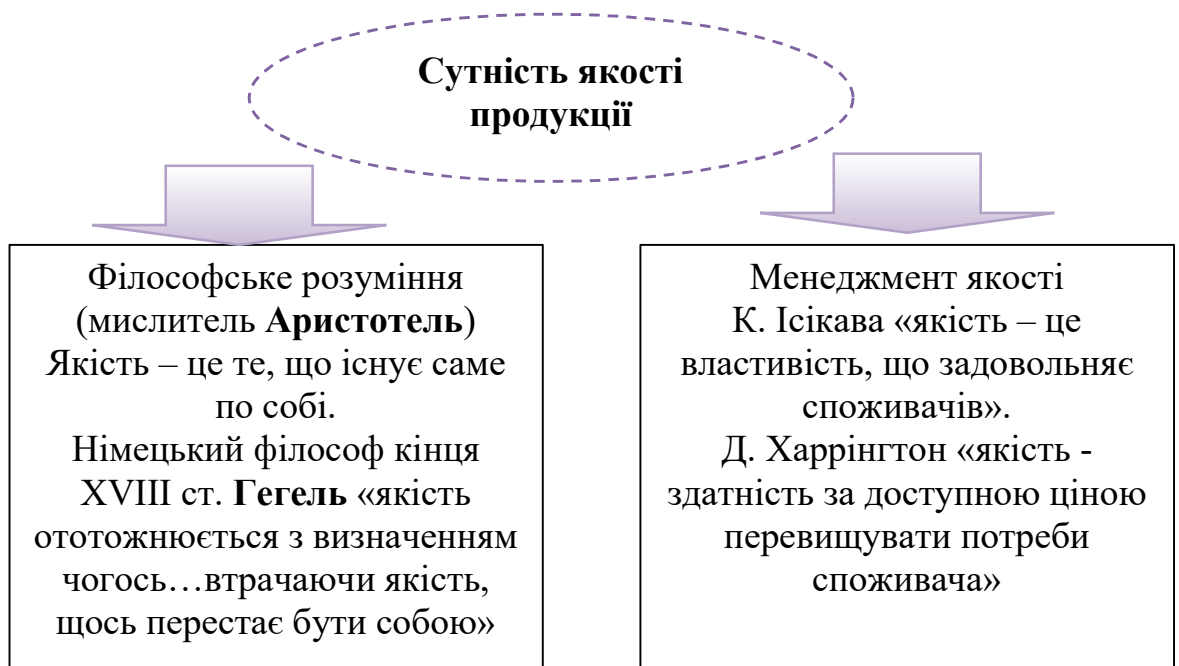 Сутність якості
продукції
Філософське розуміння
(мислитель Аристотель)
Якість – це те, що існує саме
по собі.
Німецький філософ кінця
XVIII ст. Гегель «якість
ототожнюється з визначенням
чогось…втрачаючи якість,
щось перестає бути собою»
Менеджмент якості
К. Ісікава «якість – це
властивість, що задовольняє
споживачів».
Д. Харрінгтон «якість -
здатність за доступною ціною
перевищувати потреби
споживача»